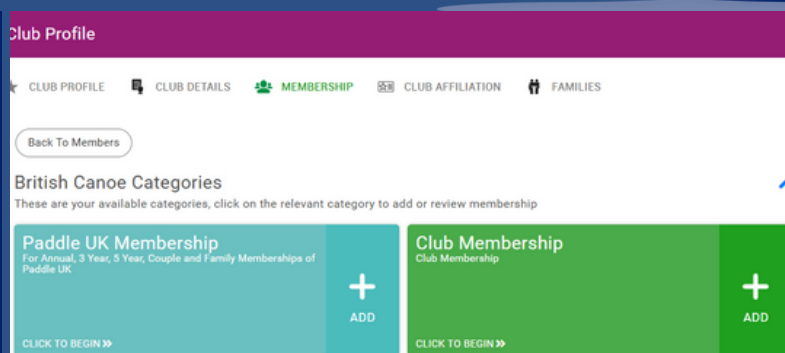 Club Profile
CLUB PROFILE CLUB DETAILS MEMBERSHIP CLUB AFFILIATION FAMILIES
Back To Members
British Canoe Categories
These are your available categories, click on the relevant category to add or review membership
Paddle UK Membership
For Annual, 3 Year, 5 Year, Couple and Family Memberships of
Paddle UK
ADD
CLICK TO BEGIN
Club Membership
Club Membership
ADD
CLICK TO BEGIN